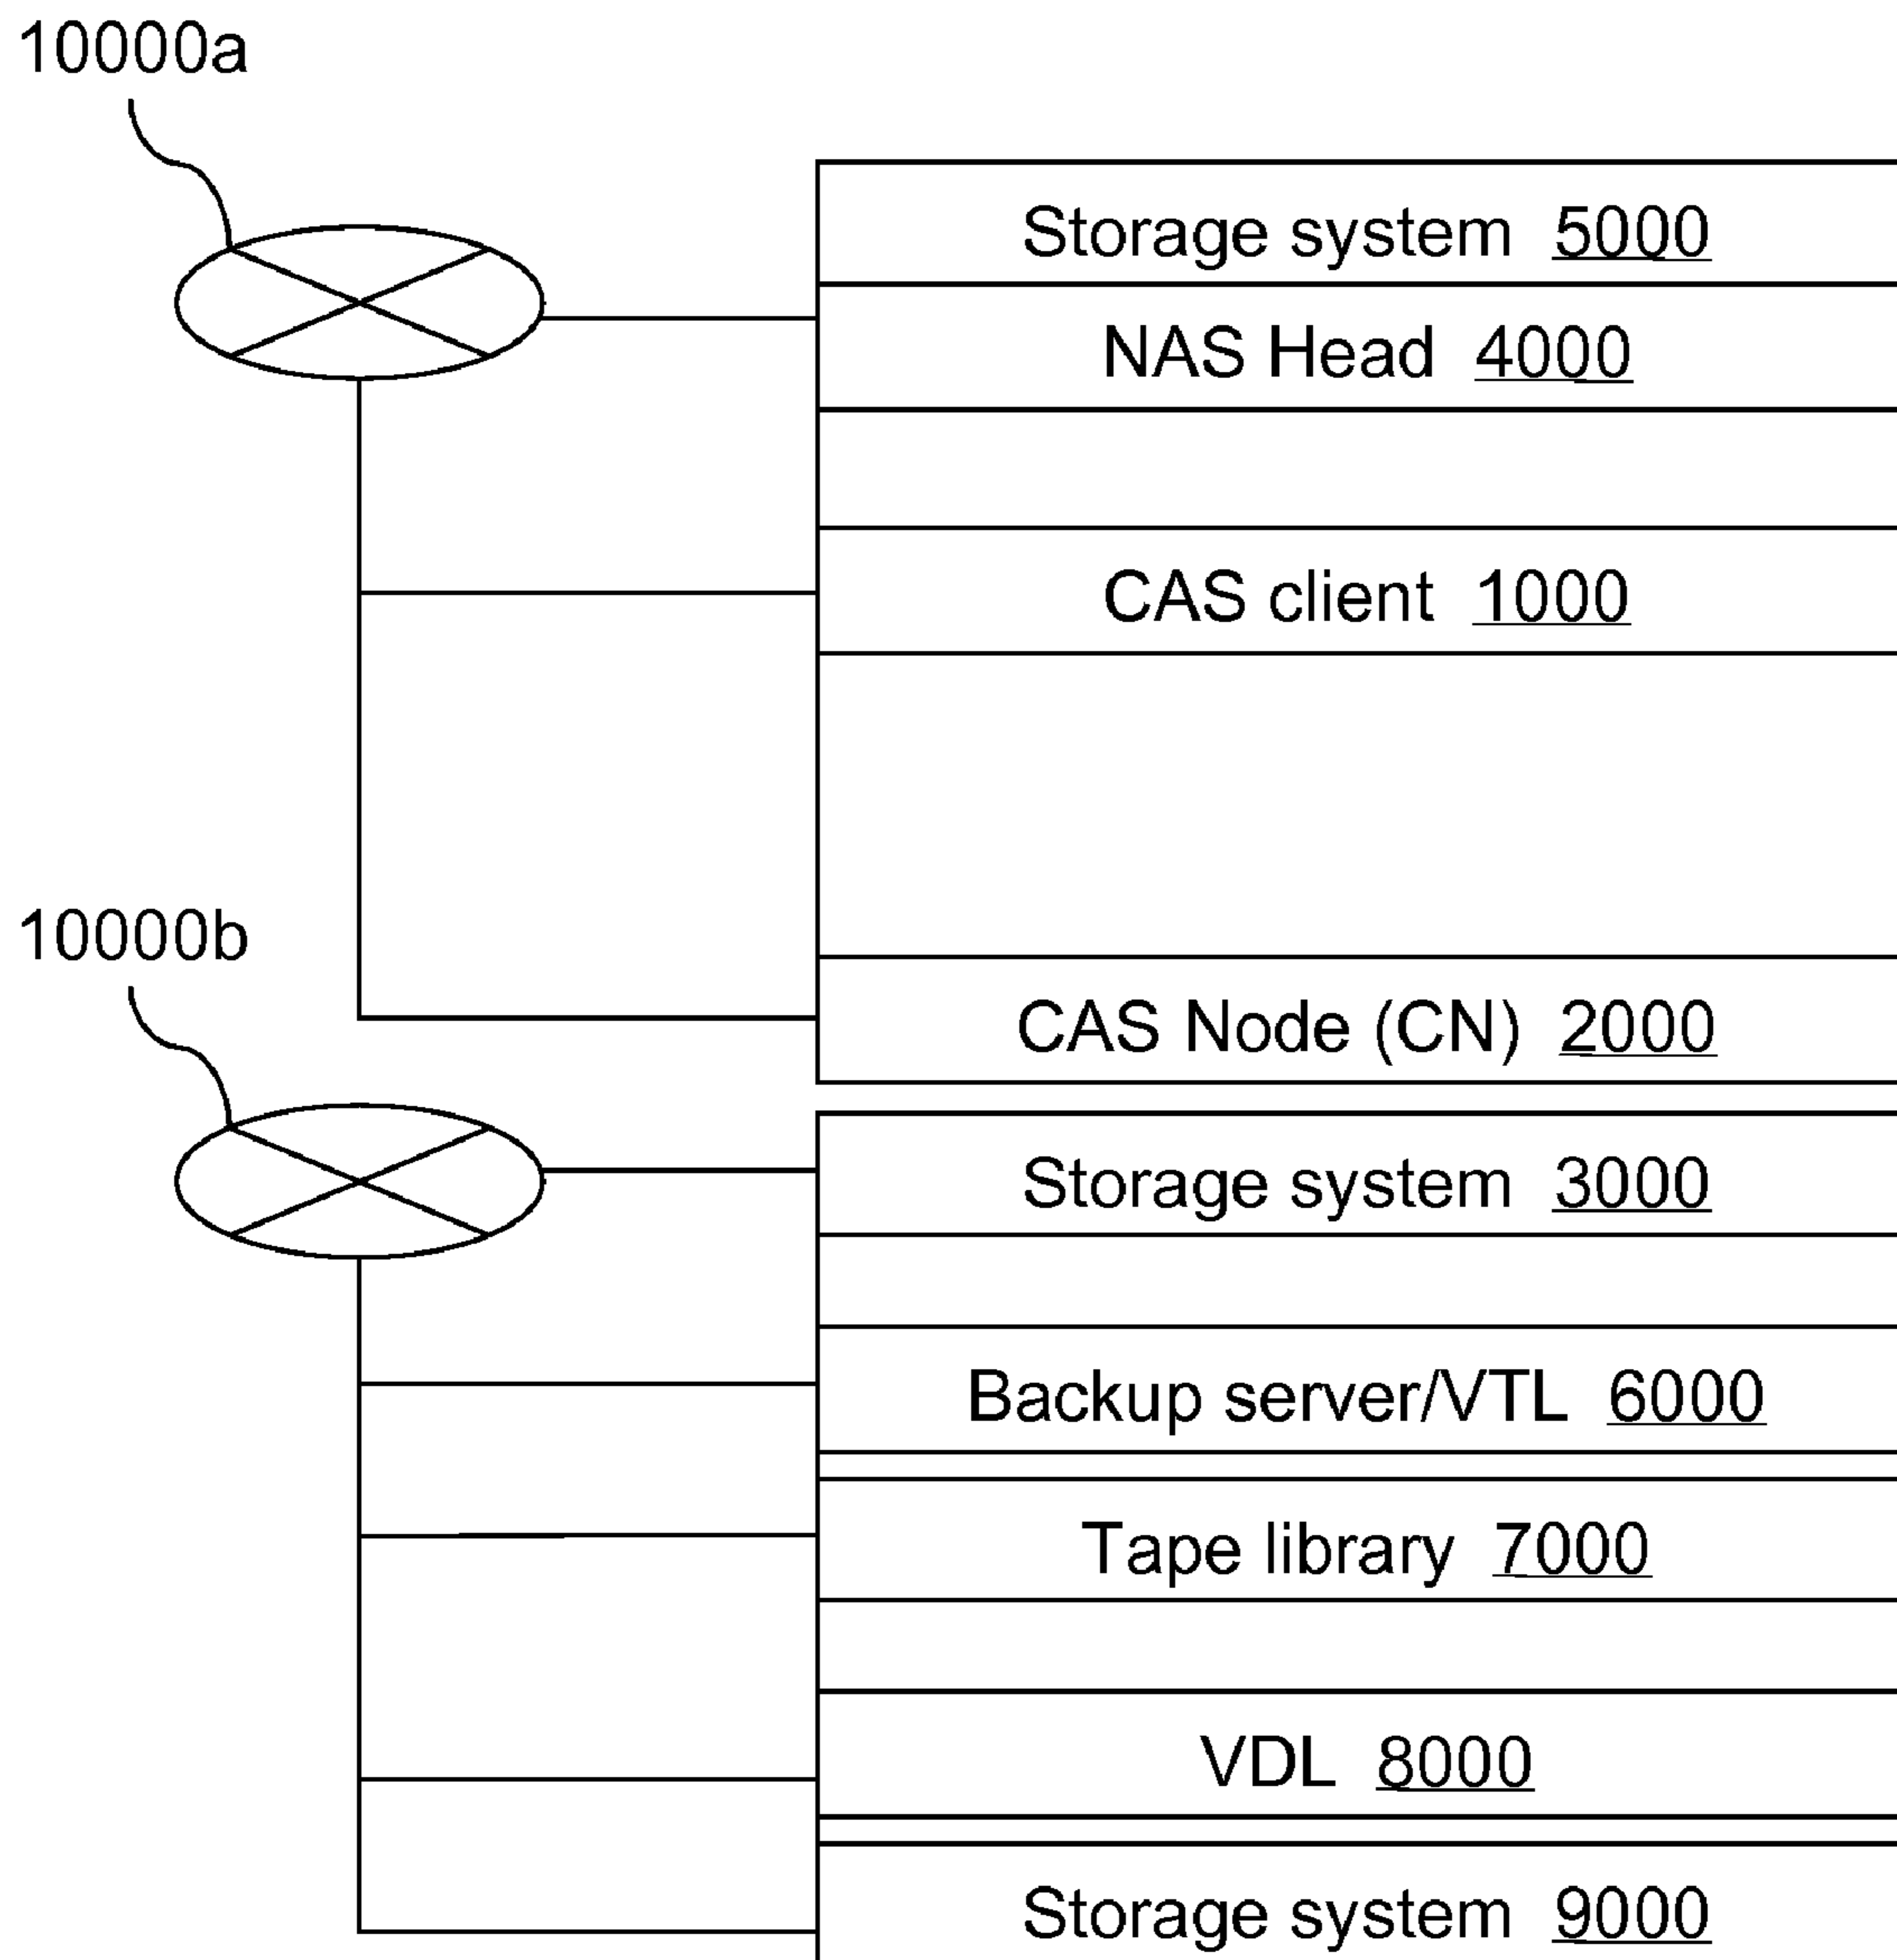 10000a
Storage system 5000
NAS Head 4000
CAS client 1000
10000b
CAS Node (CN) 2000
Storage system 3000
Backup server/VTL 6000
Tape library 7000
VDL 8000
Storage system 9000